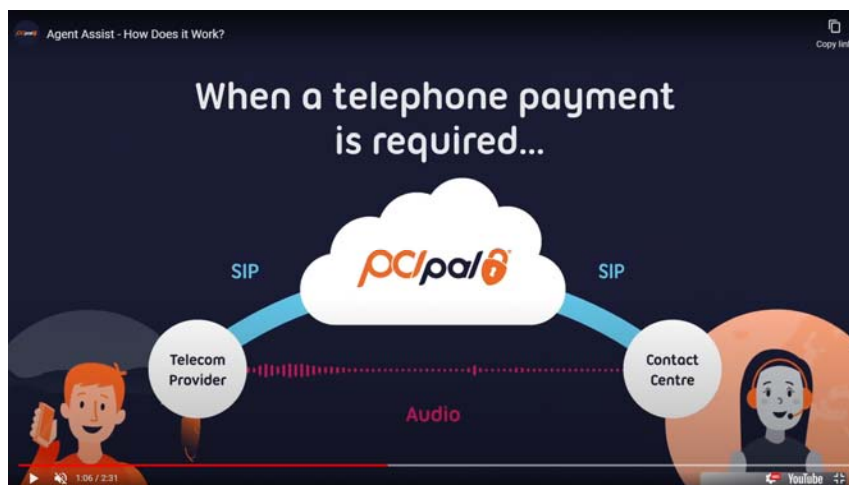 Agent Assist - How Does it Work?
Copy link
When a telephone payment
is required...
SIP
pcipal
SIP
Telecom
Provider
Contact
Centre
Audio
1:06 / 2:31
YouTube